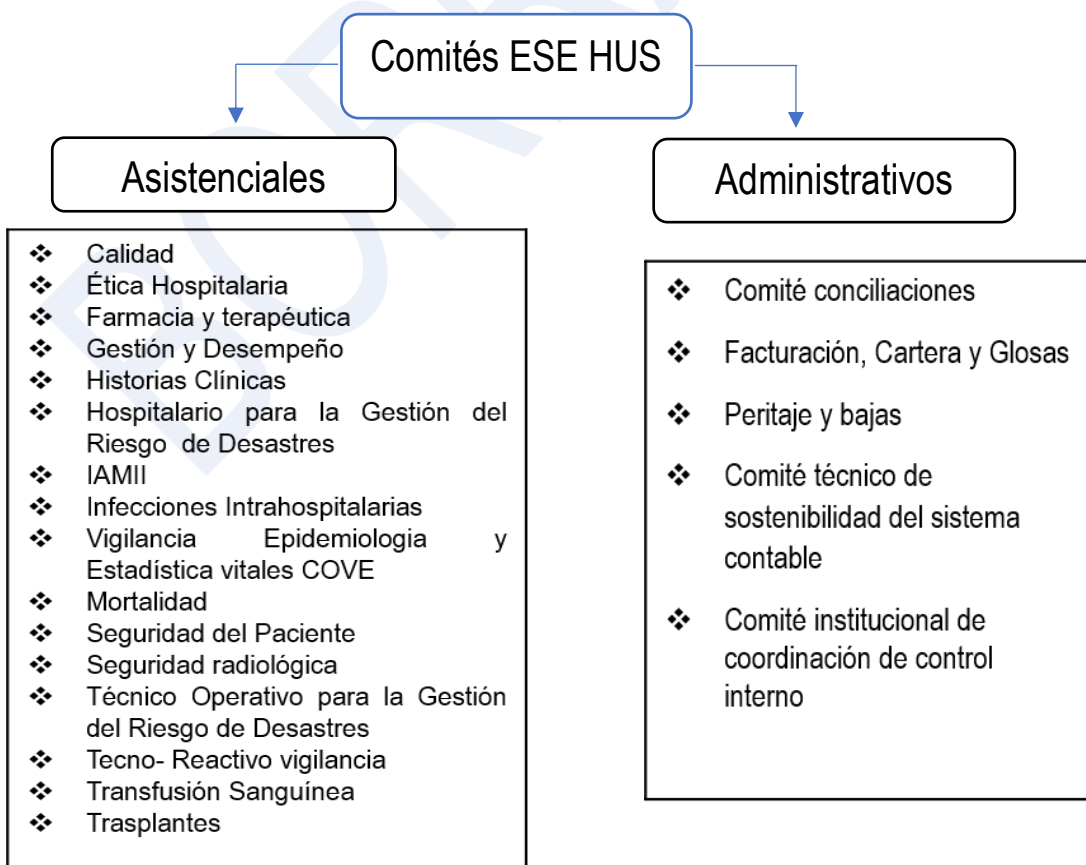 Comités ESE HUS
Asistenciales
❖ Calidad
❖ Ética Hospitalaria
❖ Farmacia y terapéutica
❖ Gestión y Desempeño
❖ Historias Clínicas
❖ Hospitalario para la Gestión del
Riesgo de Desastres
❖ IAMII
❖ Infecciones Intrahospitalarias
❖ Vigilancia Epidemiologia y
Estadística vitales COVE
❖ Mortalidad
❖ Seguridad del Paciente
❖ Seguridad radiológica
❖ Técnico Operativo para la Gestión
del Riesgo de Desastres
❖ Tecno- Reactivo vigilancia
❖ Transfusión Sanguínea
❖ Trasplantes
Administrativos
❖ Comité conciliaciones
❖ Facturación, Cartera y Glosas
❖ Peritaje y bajas
❖ Comité técnico de
sostenibilidad del sistema
contable
❖ Comité institucional de
coordinación de control
interno